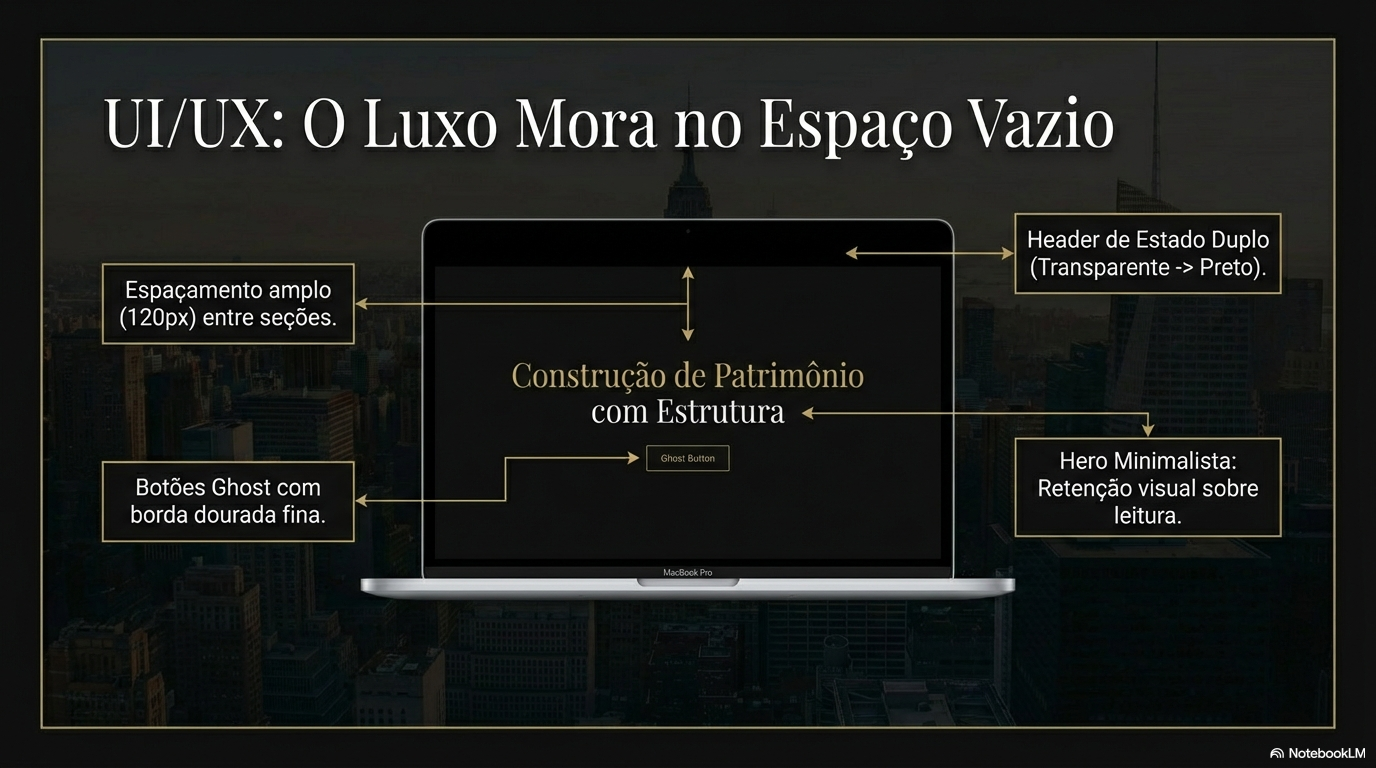 UI/UX: O Luxo Mora no Espaço Vazio
Header de Estado Duplo
(Transparente -> Preto).
Espaçamento amplo
(120px) entre seções.
Construção de Patrimônio
com Estrutura
Ghost Button
Botões Ghost com
borda dourada fina.
Hero Minimalista:
Retenção visual sobre
leitura.
MacBook Pro
NotebookLM